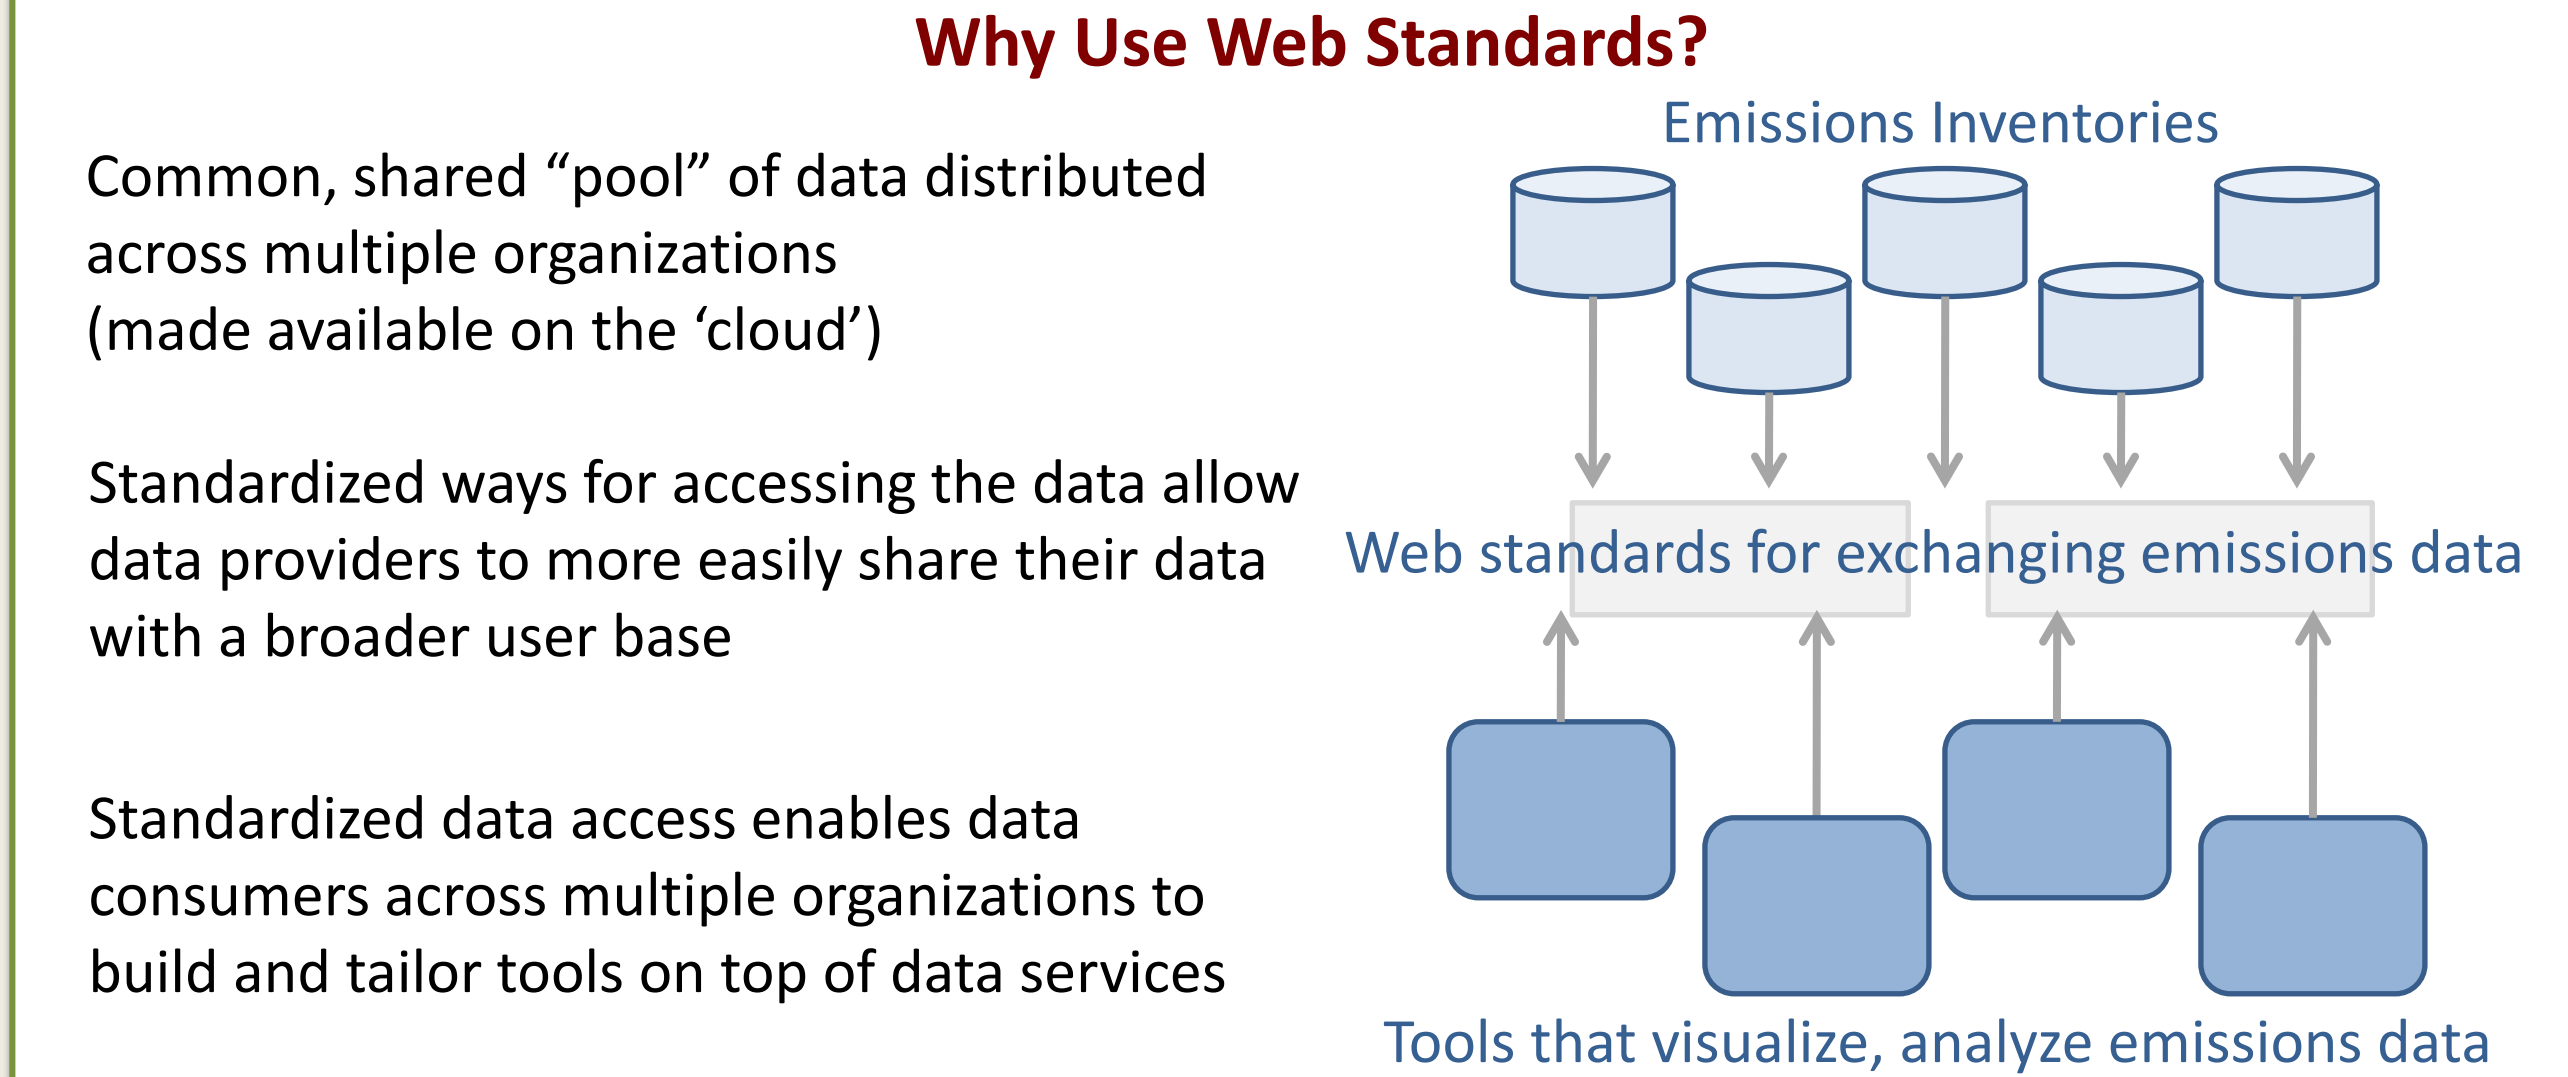 Why Use Web Standards?
Common, shared “pool” of data distributed
across multiple organizations
(made available on the ‘cloud’)
Standardized ways for accessing the data allow
data providers to more easily share their data
with a broader user base
Standardized data access enables data
consumers across multiple organizations to
build and tailor tools on top of data services
Emissions Inventories
Web standards for exchanging emissions data
Tools that visualize, analyze emissions data